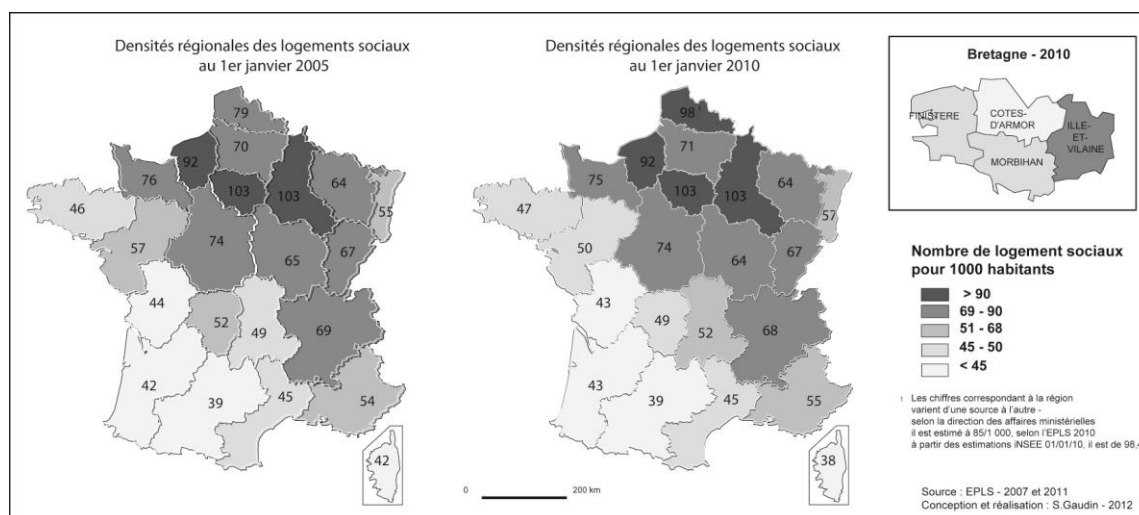 Densités régionales des logements sociaux
au 1er janvier 2005
79
70
92
76
103
103
64
55
46
57
74
65
67
44
52
49
69
42
39
45
54
42
Densités régionales des logements sociaux
au 1er janvier 2010
98
71
92
75
103
103
64
57
47
50
74
64
67
43
49
52
68
43
39
45
55
38
0 200 km
Bretagne - 2010
FINISTERE
COTES-
D'ARMOR
ILLE-
ET-
VILAINE
MORBIHAN
Nombre de logement sociaux
pour 1000 habitants
> 90
69 - 90
51 - 68
45 - 50
< 45
1 Les chiffres correspondant à la région
varient d'une source à l'autre -
selon la direction des affaires ministérielles
il est estimé à 85/1 000, selon l'EPLS 2010
à partir des estimations iNSEE 01/01/10, il est de 98,4
Source : EPLS - 2007 et 2011
Conception et réalisation : S.Gaudin - 2012